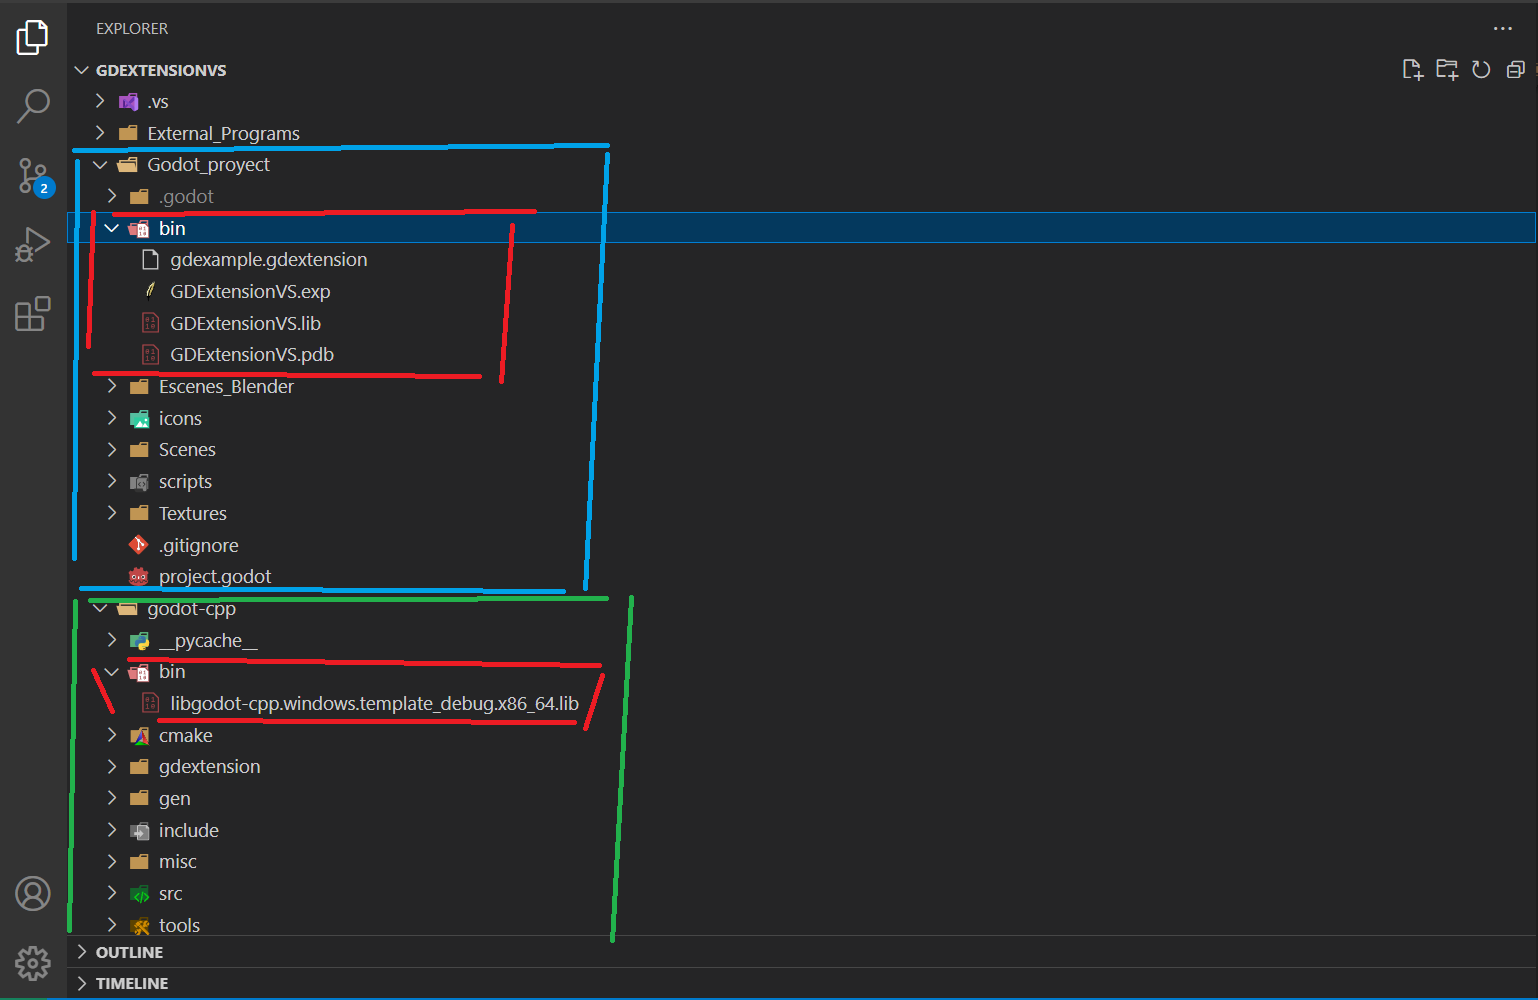 EXPLORER
GDEXTENSIONVS
.vs
External_Programs
Godot_proyect
.godot
bin
gdexample.gdextension
GDExtensionVS.exp
GDExtensionVS.lib
GDExtensionVS.pdb
Escenes_Blender
icons
Scenes
scripts
Textures
.gitignore
project.godot
godot-cpp
__pycache__
bin
libgodot-cpp.windows.template_debug.x86_64.lib
cmake
gdextension
gen
include
misc
src
tools
OUTLINE
TIMELINE
2